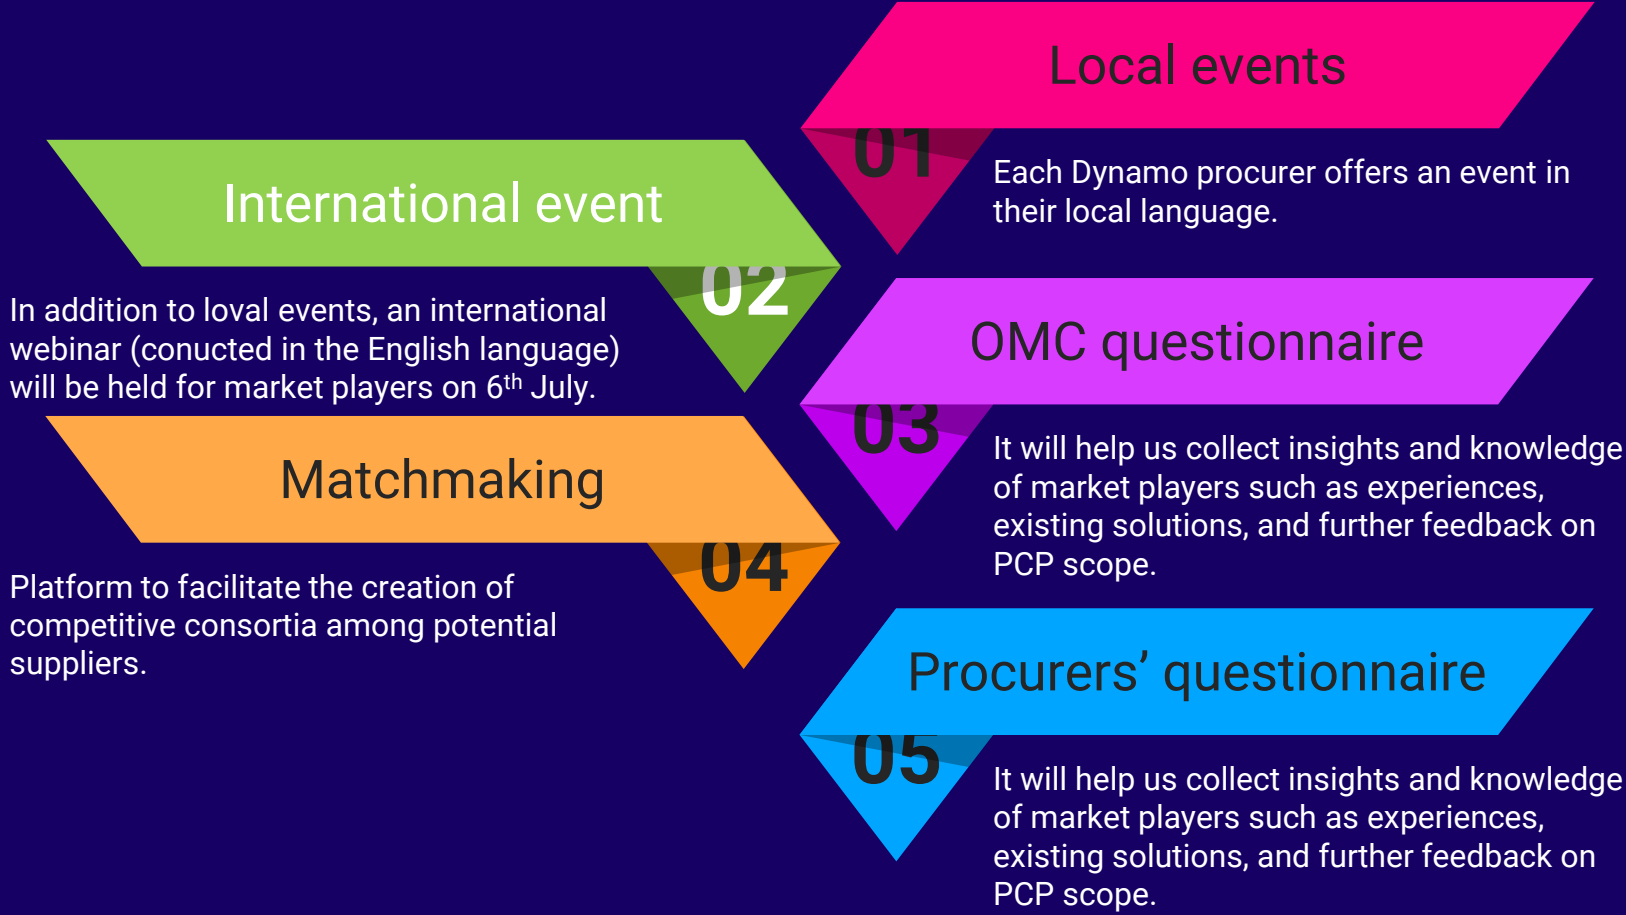 Local events
01
Each Dynamo procurer offers an event in
their local language.
International event
02
In addition to loval events, an international
webinar (conucted in the English language)
will be held for market players on 6th July.
OMC questionnaire
03
It will help us collect insights and knowledge
of market players such as experiences,
existing solutions, and further feedback on
PCP scope.
Matchmaking
04
Platform to facilitate the creation of
competitive consortia among potential
suppliers.
Procurers’ questionnaire
05
It will help us collect insights and knowledge
of market players such as experiences,
existing solutions, and further feedback on
PCP scope.